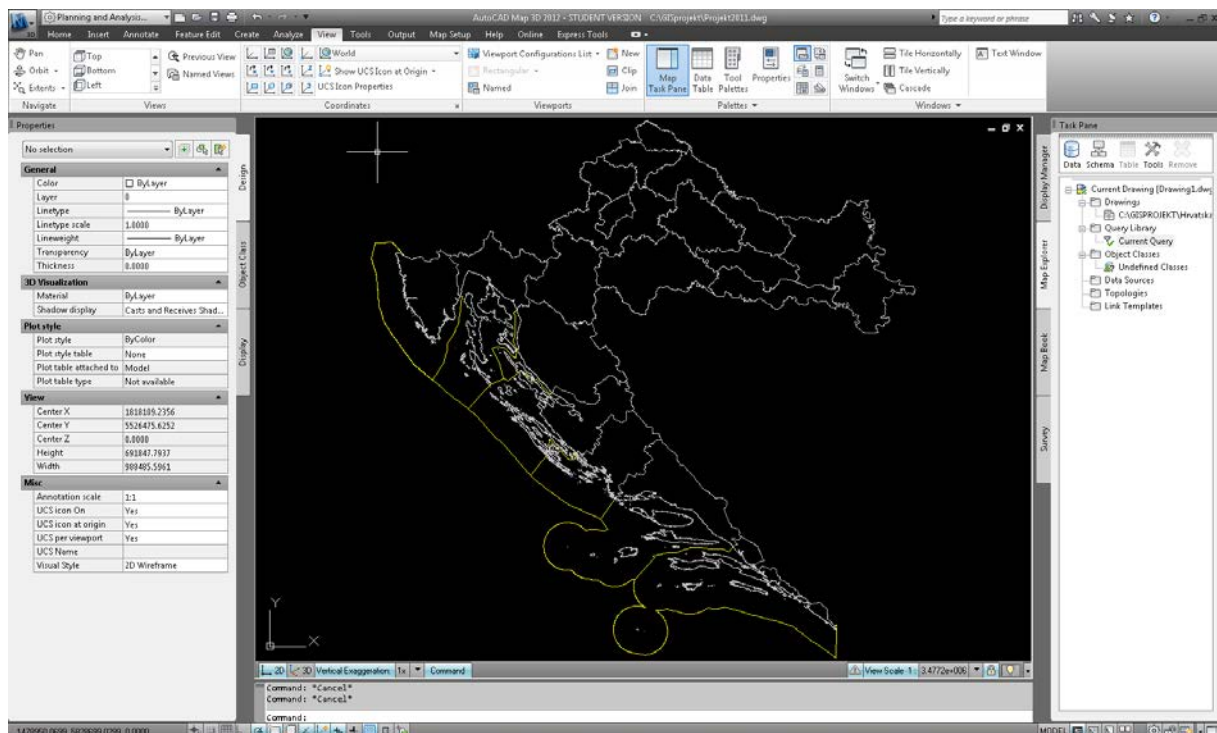 Planning and Analysis...
AutoCAD Map 3D 2012 - STUDENT VERSION C:\GISprojekt\Projekt2011.dwg
Type a keyword or phrase
Home Insert Annotate Feature Edit Create Analyze View Tools Output Map Setup Help Online Express Tools
Pan
Orbit
Extents
Navigate
Top
Bottom
Left
Previous View
Named Views
Views
World
Show UCS Icon at Origin
UCS Icon Properties
Coordinates
Viewport Configurations List
Rectangular
Named
New
Clip
Join
Viewports
Map Task Pane
Data Table
Tool Palettes
Properties
Palettes
Switch Windows
Tile Horizontally
Tile Vertically
Cascade
Text Window
Windows
Properties
No selection
General
Color ByLayer
Layer 0
Linetype ByLayer
Linetype scale 1.0000
Lineweight ByLayer
Transparency ByLayer
Thickness 0.0000
3D Visualization
Material ByLayer
Shadow display Casts and Receives Shad...
Plot style
Plot style ByColor
Plot style table None
Plot table attached to Model
Plot table type Not available
View
Center X 1818109.2356
Center Y 5526475.6252
Center Z 0.0000
Height 691847.7937
Width 988485.5961
Misc
Annotation scale 1:1
UCS icon On Yes
UCS icon at origin Yes
UCS per viewport Yes
UCS Name
Visual Style 2D Wireframe
Design
Object Class
Display
Y
X
2D 3D Vertical Exaggeration: 1x Command
View Scale 1: 3.4772e+006
Command: *Cancel*
Command: *Cancel*
Command:
Task Pane
Data Schema Table Tools Remove
Display Manager
Map Explorer
Map Book
Survey
Current Drawing [Drawing1.dwg
Drawings
C:\GISPROJEKT\Hrvatska
Query Library
Current Query
Object Classes
Undefined Classes
Data Sources
Topologies
Link Templates
MODEL